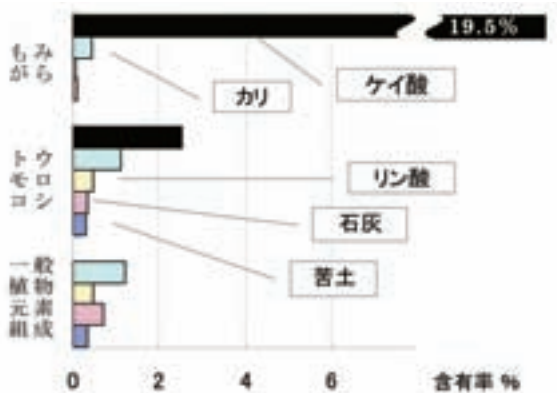 19.5%
もみ
がら
カリ
ケイ酸
トウ
モロ
コシ
リン酸
石灰
苦土
一般
植物
元素
組成
0 2 4 6 含有率 %